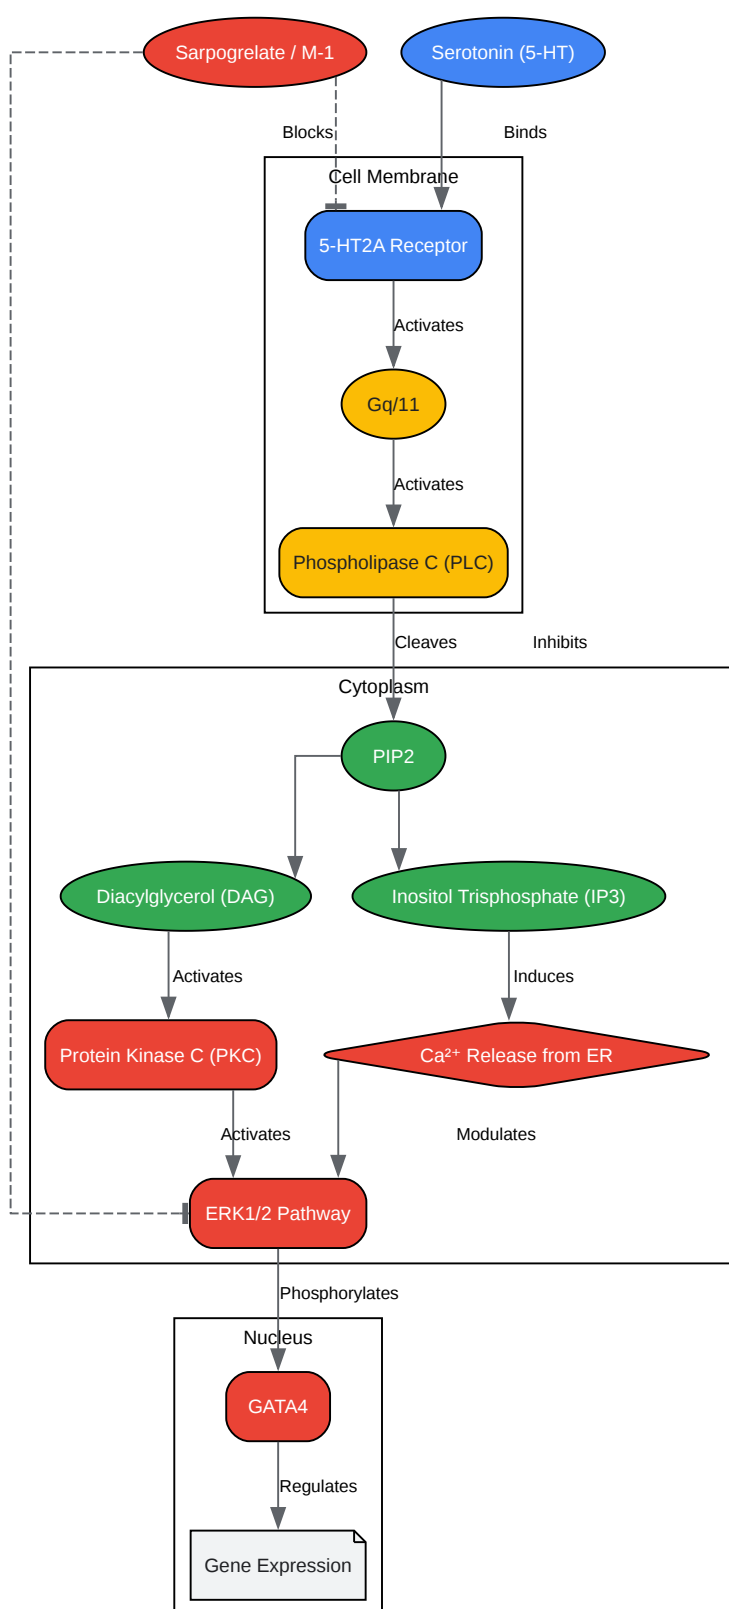 Sarpogrelate / M-1
Serotonin (5-HT)
Blocks
Binds
Cell Membrane
5-HT2A Receptor
Activates
Gq/11
Activates
Phospholipase C (PLC)
Cleaves
Inhibits
Cytoplasm
PIP2
Diacylglycerol (DAG)
Inositol Trisphosphate (IP3)
Activates
Induces
Protein Kinase C (PKC)
Ca²⁺ Release from ER
Activates
Modulates
ERK1/2 Pathway
Phosphorylates
Nucleus
GATA4
Regulates
Gene Expression